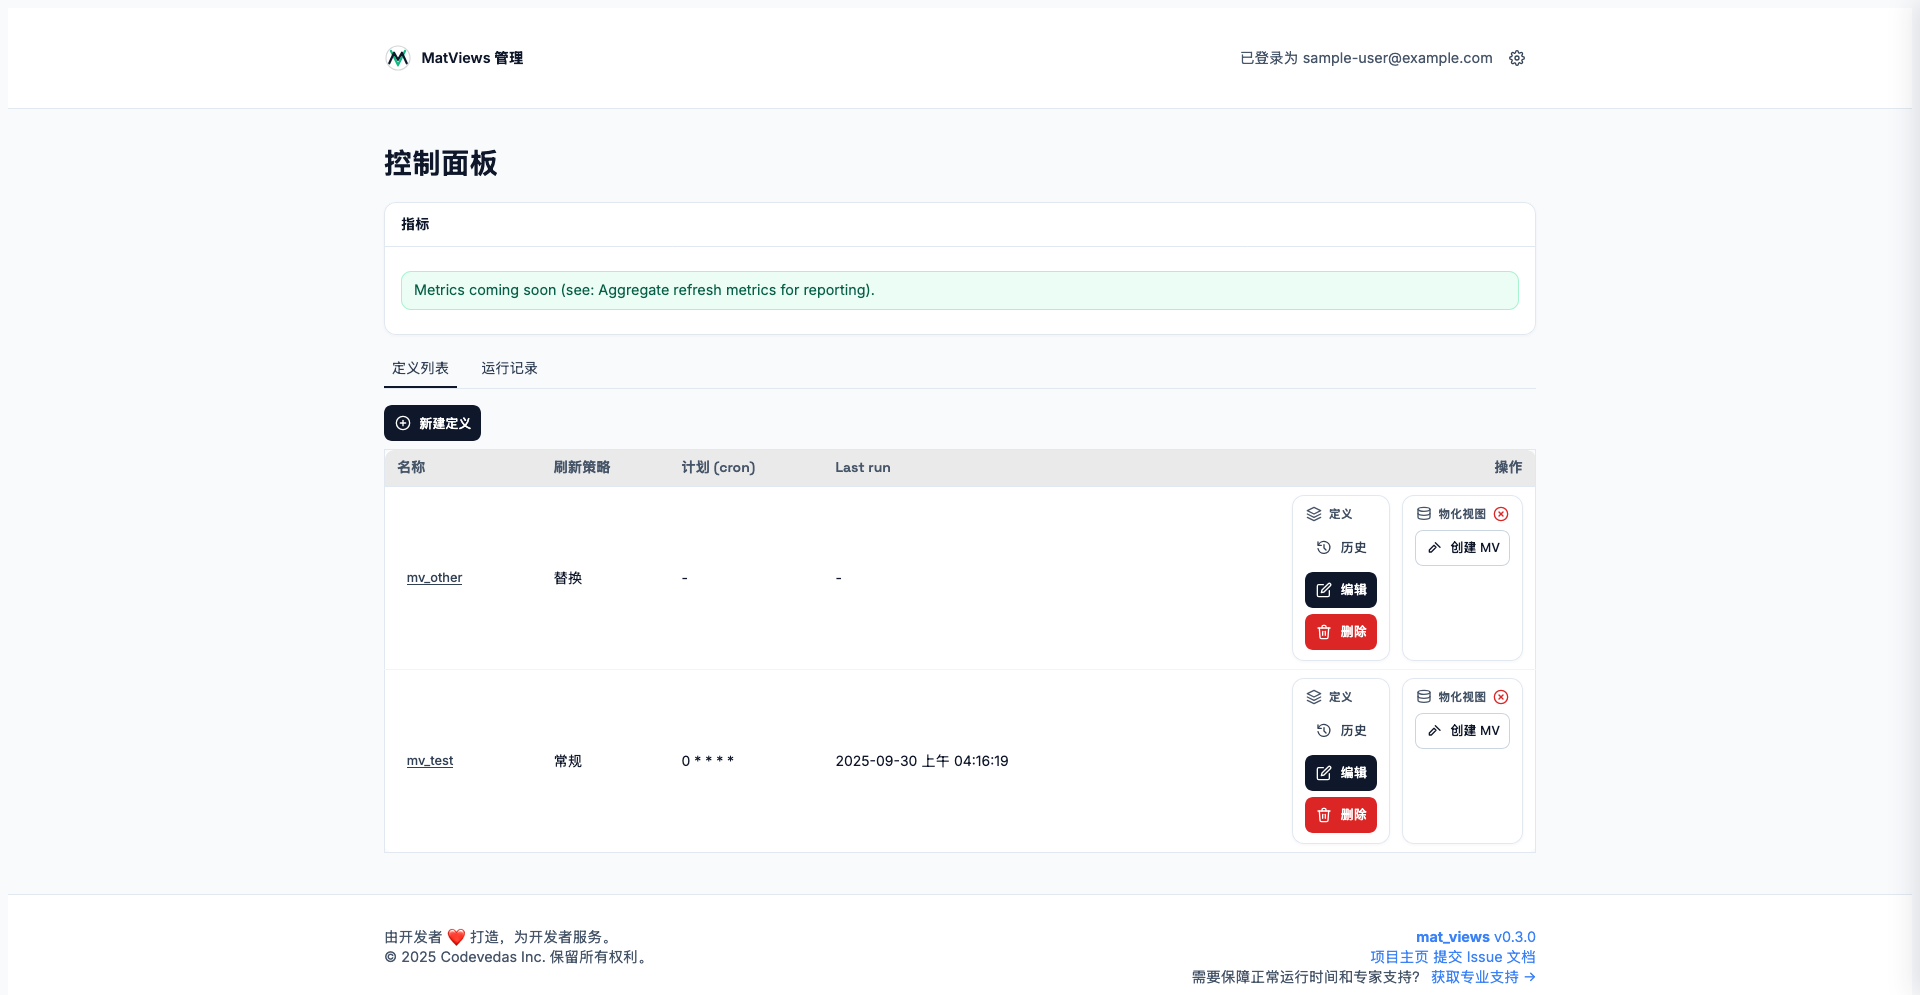 MatViews 管理
已登录为 sample-user@example.com
控制面板
指标
Metrics coming soon (see: Aggregate refresh metrics for reporting).
定义列表 运行记录
新建定义
名称 刷新策略 计划 (cron) Last run 操作
定义 物化视图
历史 创建 MV
mv_other 替换 - -
编辑
删除
定义 物化视图
历史 创建 MV
mv_test 常规 0 * * * * 2025-09-30 上午 04:16:19
编辑
删除
由开发者 ❤️ 打造，为开发者服务。
© 2025 Codevedas Inc. 保留所有权利。
mat_views v0.3.0
项目主页 提交 Issue 文档
需要保障正常运行时间和专家支持？ 获取专业支持 →